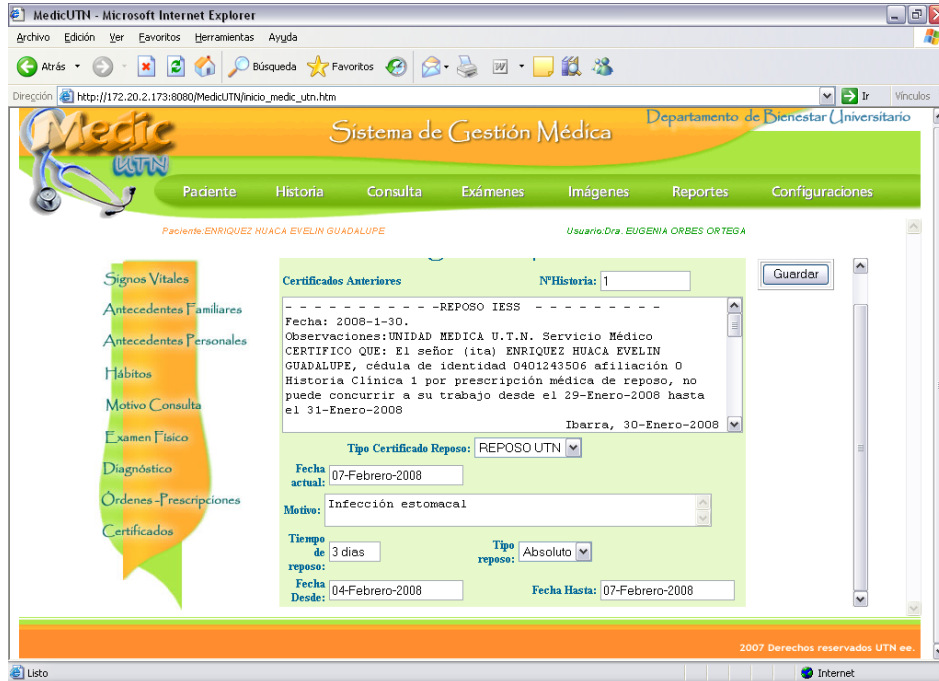 MedicUTN - Microsoft Internet Explorer
Archivo Edición Ver Favoritos Herramientas Ayuda
Atrás Búsqueda Favoritos
Dirección http://172.20.2.173:8080/MedicUTN/inicio_medic_utn.htm Ir Vínculos
Medic UTN
Sistema de Gestión Médica
Departamento de Bienestar Universitario
Paciente Historia Consulta Exámenes Imágenes Reportes Configuraciones
Paciente:ENRIQUEZ HUACA EVELIN GUADALUPE Usuario:Dra. EUGENIA ORBES ORTEGA
Signos Vitales
Antecedentes Familiares
Antecedentes Personales
Hábitos
Motivo Consulta
Examen Físico
Diagnóstico
Órdenes -Prescripciones
Certificados
Certificados Anteriores NºHistoria: 1
Guardar
- - - - - - - - - - -REPOSO IESS - - - - - - - - -
Fecha: 2008-1-30.
Observaciones:UNIDAD MEDICA U.T.N. Servicio Médico
CERTIFICO QUE: El señor (ita) ENRIQUEZ HUACA EVELIN
GUADALUPE, cédula de identidad 0401243506 afiliación 0
Historia Clínica 1 por prescripción médica de reposo, no
puede concurrir a su trabajo desde el 29-Enero-2008 hasta
el 31-Enero-2008
Ibarra, 30-Enero-2008
Tipo Certificado Reposo: REPOSO UTN
Fecha actual: 07-Febrero-2008
Motivo: Infección estomacal
Tiempo de reposo: 3 dias Tipo reposo: Absoluto
Fecha Desde: 04-Febrero-2008 Fecha Hasta: 07-Febrero-2008
2007 Derechos reservados UTN ee.
Listo Internet